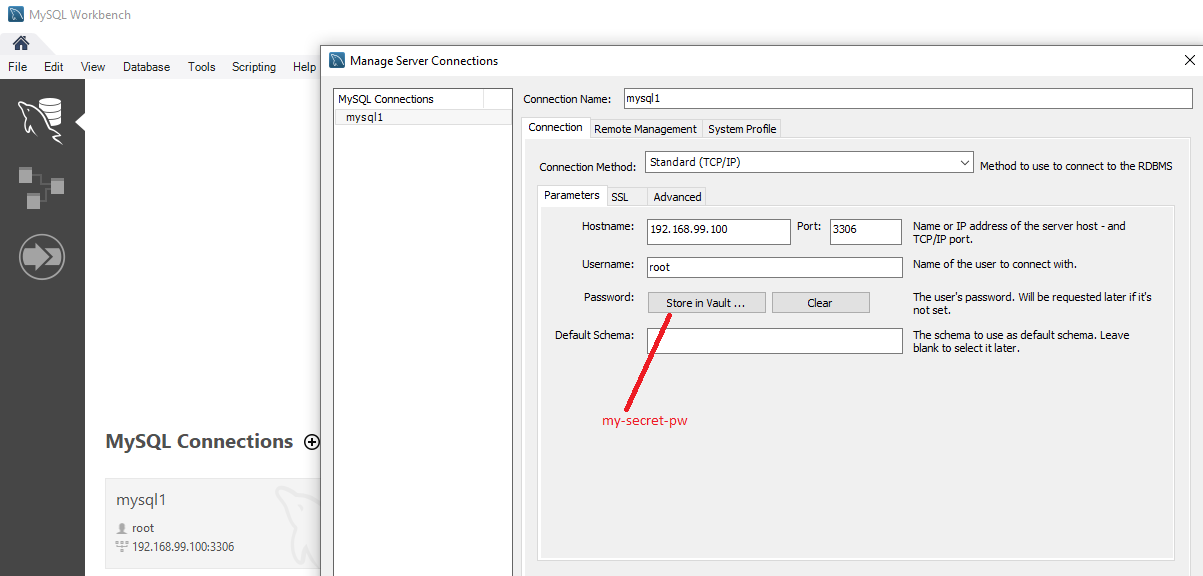 MySQL Workbench
File Edit View Database Tools Scripting Help
MySQL Connections
mysql1
root
192.168.99.100:3306
Manage Server Connections
MySQL Connections
mysql1
Connection Name: mysql1
Connection Remote Management System Profile
Connection Method: Standard (TCP/IP) Method to use to connect to the RDBMS
Parameters SSL Advanced
Hostname: 192.168.99.100 Port: 3306 Name or IP address of the server host - and
TCP/IP port.
Username: root Name of the user to connect with.
Password: Store in Vault ... Clear The user's password. Will be requested later if it's
not set.
Default Schema: The schema to use as default schema. Leave
blank to select it later.
my-secret-pw